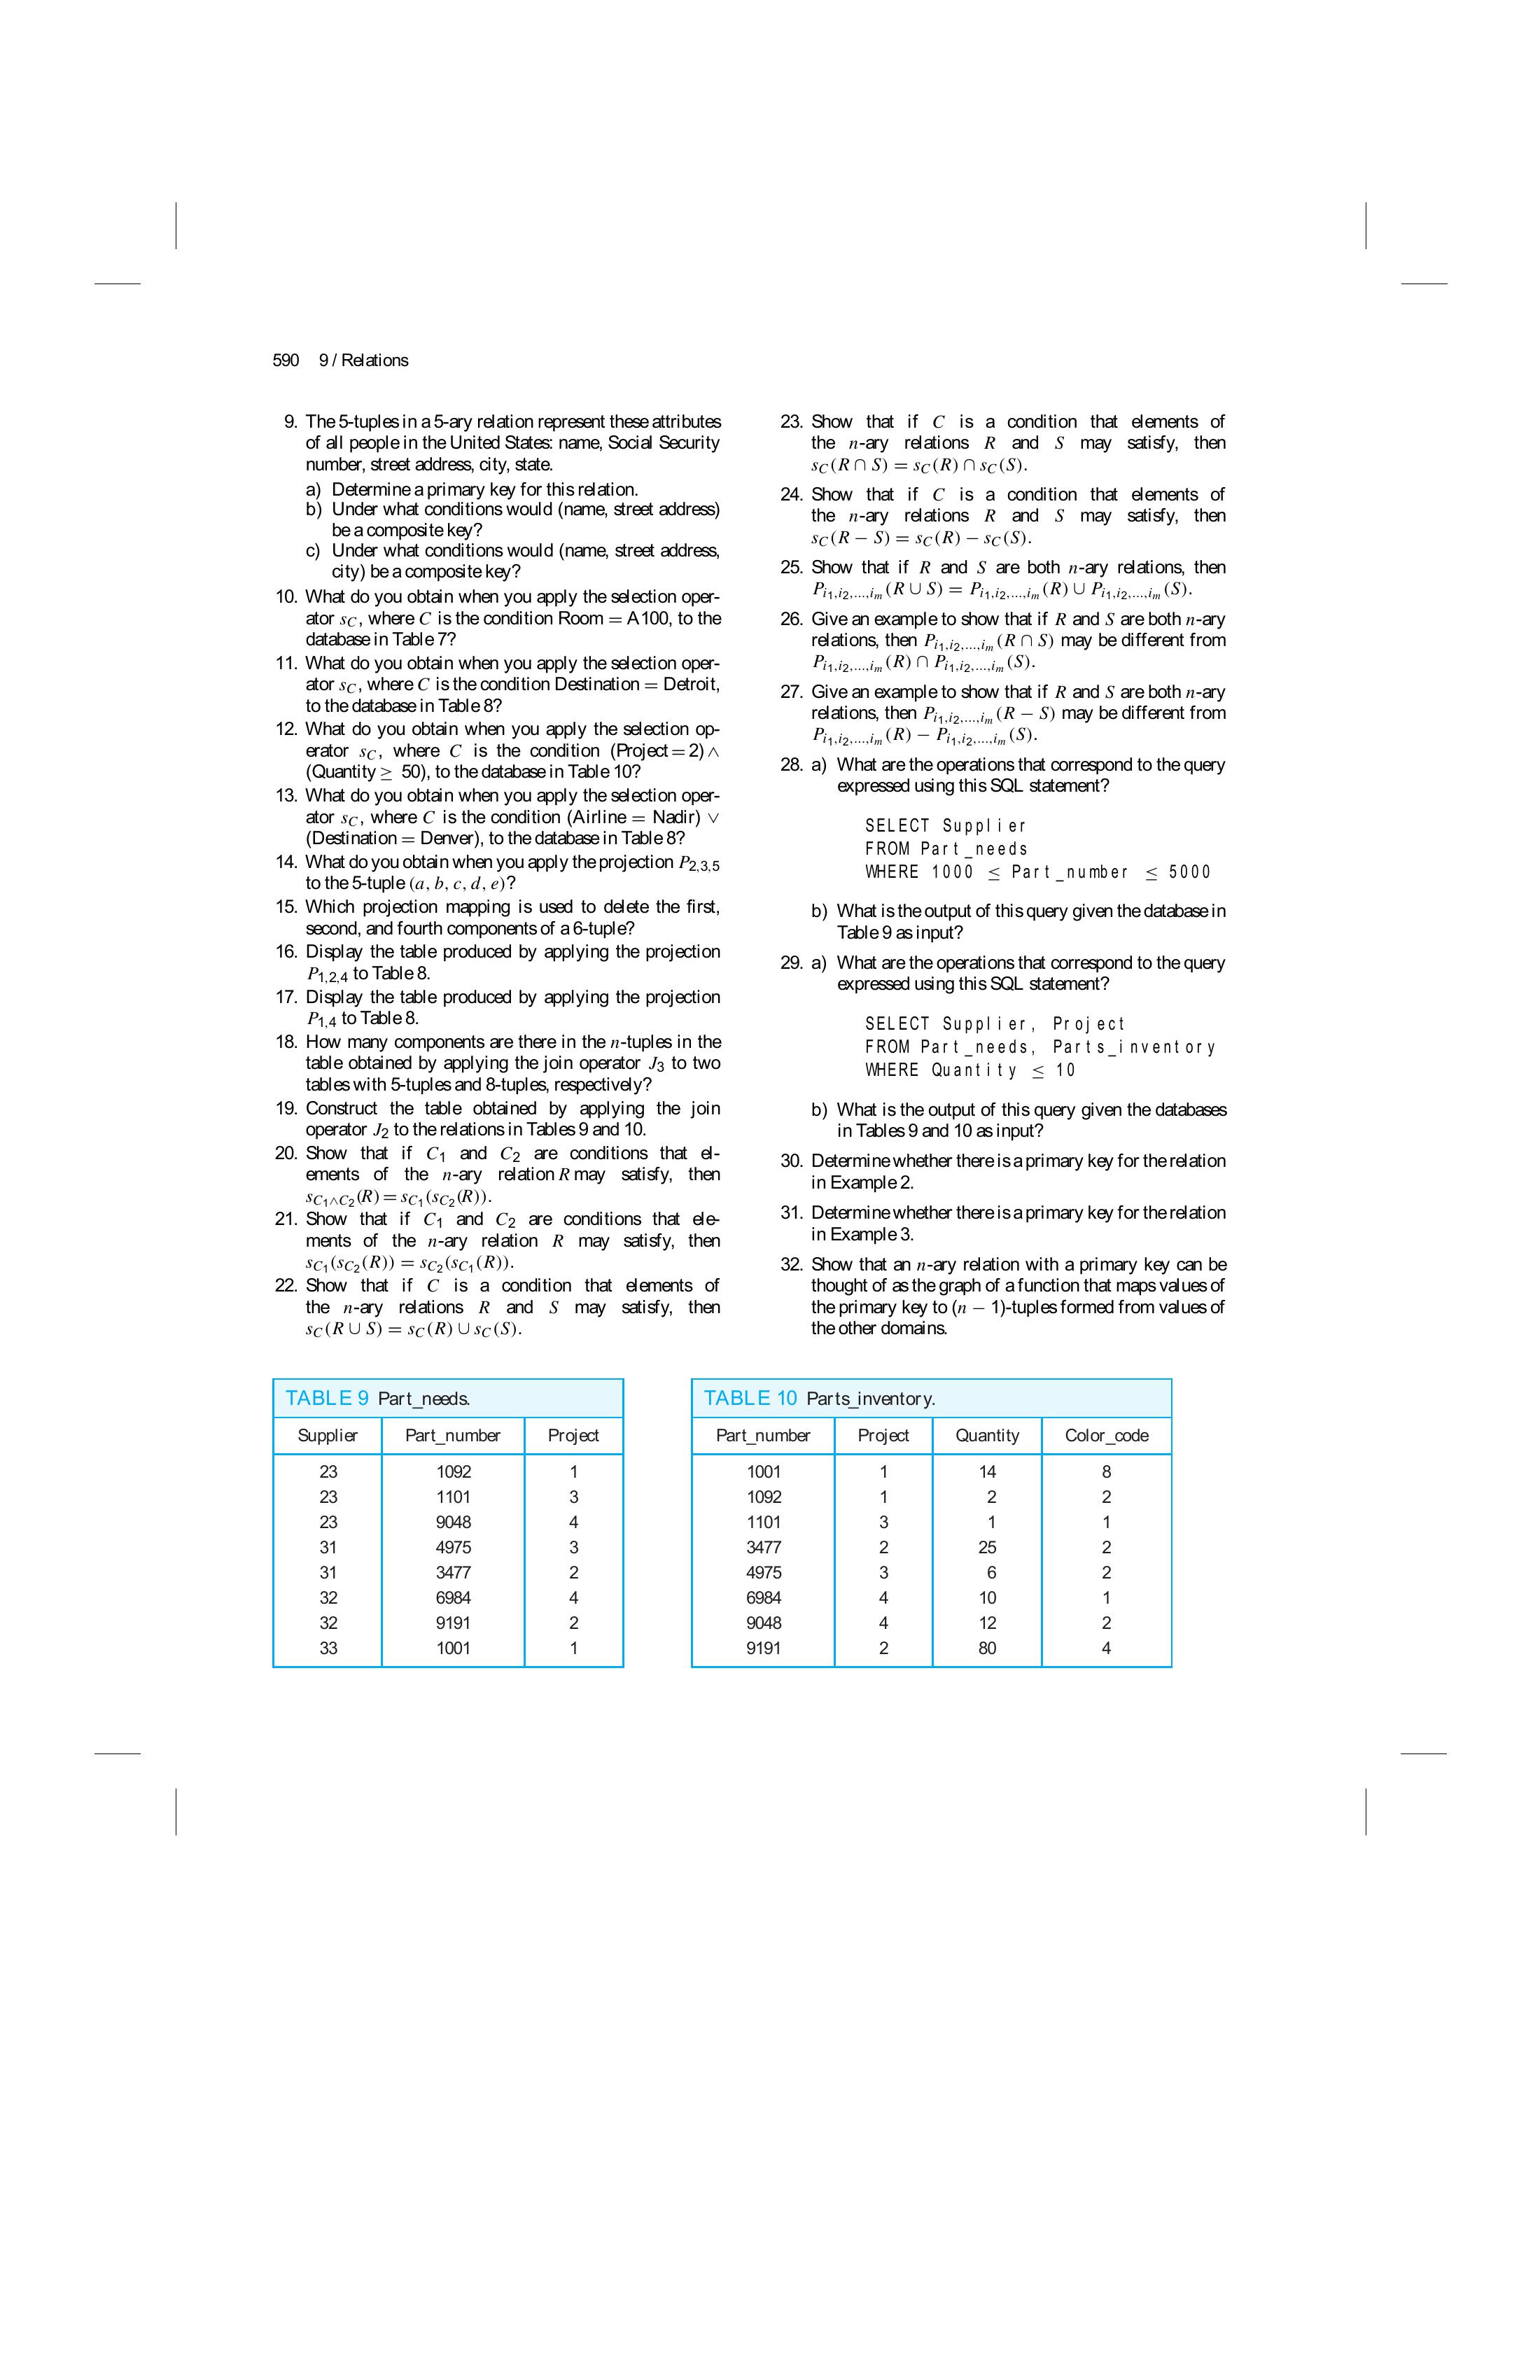 590 9 / Relations
9. The 5-tuples in a 5-ary relation represent these attributes
of all people in the United States: name, Social Security
number, street address, city, state.
a) Determine a primary key for this relation.
b) Under what conditions would (name, street address)
be a composite key?
c) Under what conditions would (name, street address,
city) be a composite key?
10. What do you obtain when you apply the selection oper-
ator s_C, where C is the condition Room = A100, to the
database in Table 7?
11. What do you obtain when you apply the selection oper-
ator s_C, where C is the condition Destination = Detroit,
to the database in Table 8?
12. What do you obtain when you apply the selection op-
erator s_C, where C is the condition (Project = 2) ∧
(Quantity ≥ 50), to the database in Table 10?
13. What do you obtain when you apply the selection oper-
ator s_C, where C is the condition (Airline = Nadir) ∨
(Destination = Denver), to the database in Table 8?
14. What do you obtain when you apply the projection P_{2,3,5}
to the 5-tuple (a, b, c, d, e)?
15. Which projection mapping is used to delete the first,
second, and fourth components of a 6-tuple?
16. Display the table produced by applying the projection
P_{1,2,4} to Table 8.
17. Display the table produced by applying the projection
P_{1,4} to Table 8.
18. How many components are there in the n-tuples in the
table obtained by applying the join operator J_3 to two
tables with 5-tuples and 8-tuples, respectively?
19. Construct the table obtained by applying the join
operator J_2 to the relations in Tables 9 and 10.
20. Show that if C_1 and C_2 are conditions that el-
ements of the n-ary relation R may satisfy, then
s_{C_1∧C_2}(R) = s_{C_1}(s_{C_2}(R)).
21. Show that if C_1 and C_2 are conditions that ele-
ments of the n-ary relation R may satisfy, then
s_{C_1}(s_{C_2}(R)) = s_{C_2}(s_{C_1}(R)).
22. Show that if C is a condition that elements of
the n-ary relations R and S may satisfy, then
s_C(R ∪ S) = s_C(R) ∪ s_C(S).
23. Show that if C is a condition that elements of
the n-ary relations R and S may satisfy, then
s_C(R ∩ S) = s_C(R) ∩ s_C(S).
24. Show that if C is a condition that elements of
the n-ary relations R and S may satisfy, then
s_C(R − S) = s_C(R) − s_C(S).
25. Show that if R and S are both n-ary relations, then
P_{i_1,i_2,...,i_m}(R ∪ S) = P_{i_1,i_2,...,i_m}(R) ∪ P_{i_1,i_2,...,i_m}(S).
26. Give an example to show that if R and S are both n-ary
relations, then P_{i_1,i_2,...,i_m}(R ∩ S) may be different from
P_{i_1,i_2,...,i_m}(R) ∩ P_{i_1,i_2,...,i_m}(S).
27. Give an example to show that if R and S are both n-ary
relations, then P_{i_1,i_2,...,i_m}(R − S) may be different from
P_{i_1,i_2,...,i_m}(R) − P_{i_1,i_2,...,i_m}(S).
28. a) What are the operations that correspond to the query
expressed using this SQL statement?
SELECT Supplier
FROM Part_needs
WHERE 1000 ≤ Part_number ≤ 5000
b) What is the output of this query given the database in
Table 9 as input?
29. a) What are the operations that correspond to the query
expressed using this SQL statement?
SELECT Supplier, Project
FROM Part_needs, Parts_inventory
WHERE Quantity ≤ 10
b) What is the output of this query given the databases
in Tables 9 and 10 as input?
30. Determine whether there is a primary key for the relation
in Example 2.
31. Determine whether there is a primary key for the relation
in Example 3.
32. Show that an n-ary relation with a primary key can be
thought of as the graph of a function that maps values of
the primary key to (n − 1)-tuples formed from values of
the other domains.
TABLE 9 Part_needs.
Supplier Part_number Project
23 1092 1
23 1101 3
23 9048 4
31 4975 3
31 3477 2
32 6984 4
32 9191 2
33 1001 1
TABLE 10 Parts_inventory.
Part_number Project Quantity Color_code
1001 1 14 8
1092 1 2 2
1101 3 1 1
3477 2 25 2
4975 3 6 2
6984 4 10 1
9048 4 12 2
9191 2 80 4